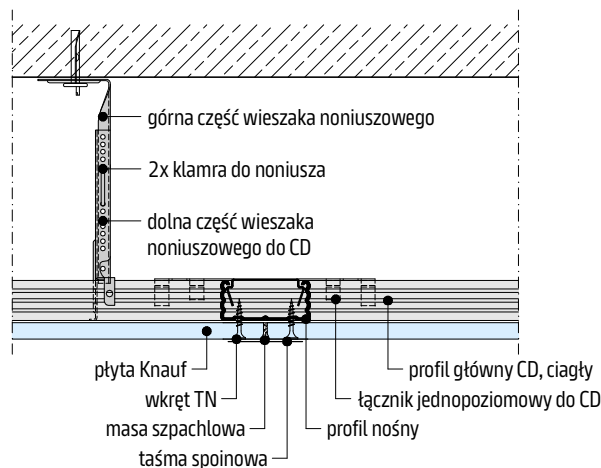 górna część wieszaka noniuszowego
2x klamra do noniusza
dolna część wieszaka
noniuszowego do CD
płyta Knauf
profil główny CD, ciagły
wkręt TN
łącznik jednopoziomowy do CD
masa szpachlowa
profil nośny
taśma spoinowa